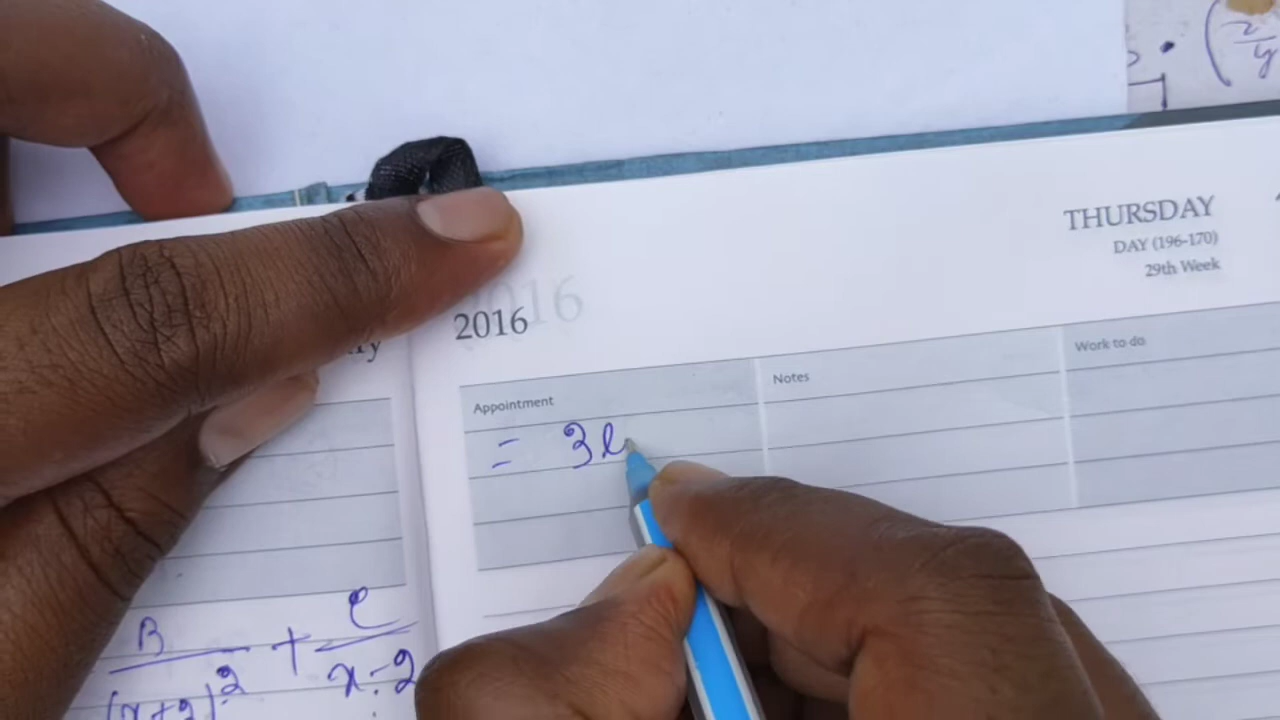 THURSDAY
DAY (196-170)
29th Week
2016
Appointment
Notes
Work to do
= 3l
B/(x+2)^2 + C/x-2